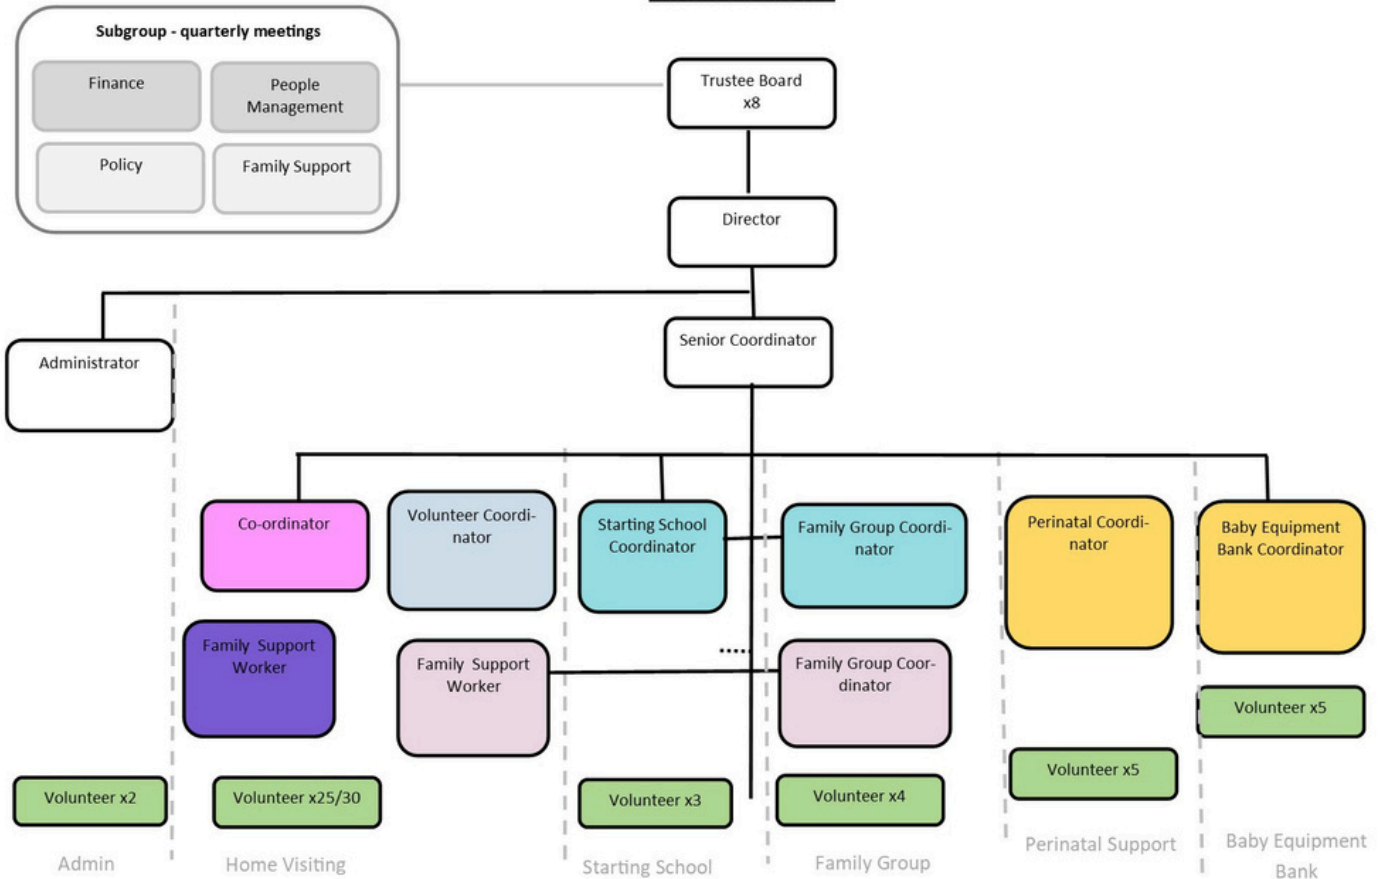 Subgroup - quarterly meetings
Finance
People
Management
Policy
Family Support
Trustee Board
x8
Director
Senior Coordinator
Administrator
Co-ordinator
Volunteer Coordi-
nator
Starting School
Coordinator
Family Group Coordi-
nator
Perinatal Coordi-
nator
Baby Equipment
Bank Coordinator
Family Support
Worker
Family Support
Worker
Family Group Coor-
dinator
Volunteer x5
Volunteer x5
Volunteer x2
Volunteer x25/30
Volunteer x3
Volunteer x4
Admin
Home Visiting
Starting School
Family Group
Perinatal Support
Baby Equipment
Bank